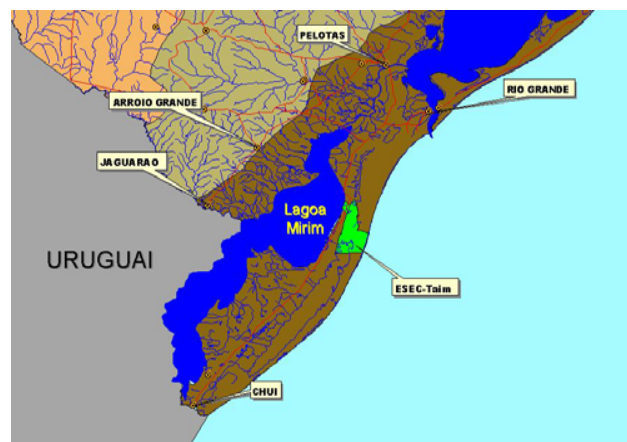 PELOTAS
RIO GRANDE
ARROIO GRANDE
JAGUARAO
Lagoa
Mirim
URUGUAI
ESEC-Taim
CHUI